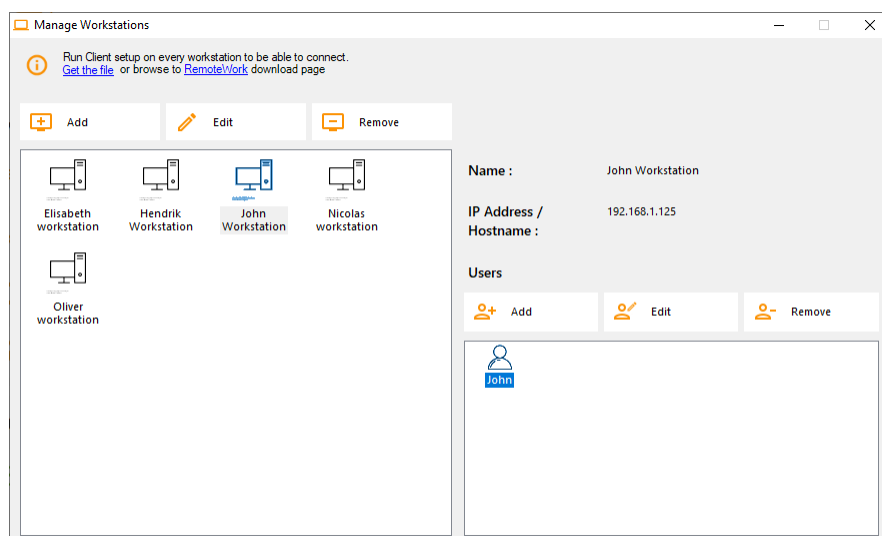 Manage Workstations
Run Client setup on every workstation to be able to connect.
Get the file or browse to RemoteWork download page
Add
Edit
Remove
Elisabeth
workstation
Hendrik
Workstation
John
Workstation
Nicolas
workstation
Oliver
workstation
Name :
John Workstation
IP Address /
Hostname :
192.168.1.125
Users
Add
Edit
Remove
John